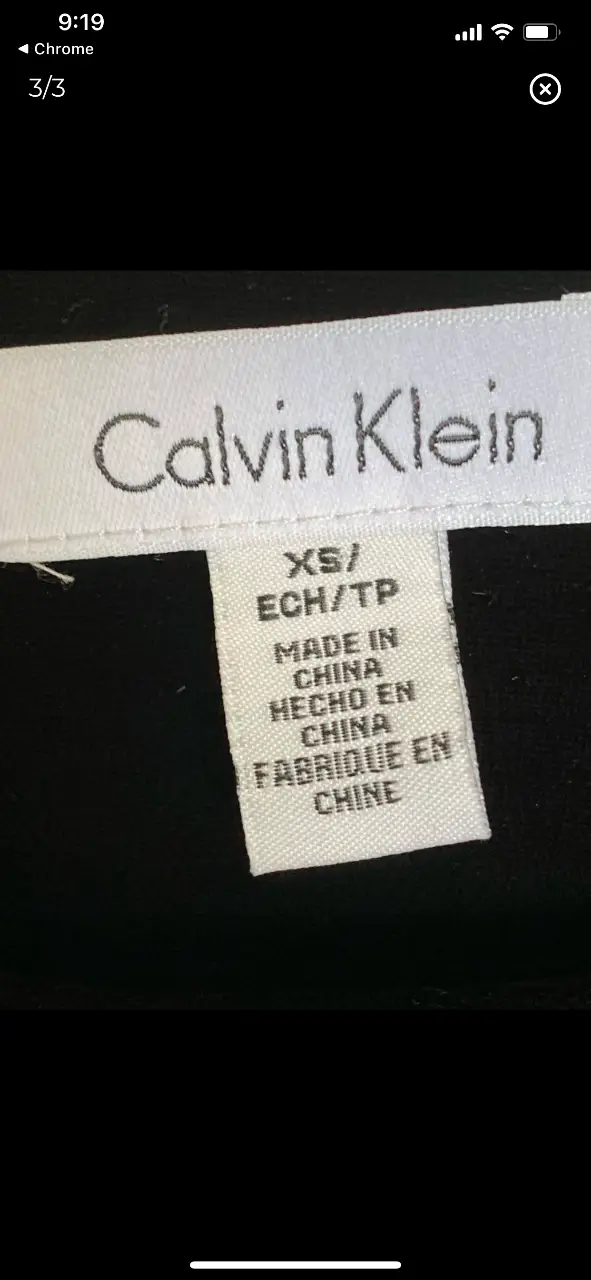 9:19
◀ Chrome
3/3
Calvin Klein
XS/
ECH/TP
MADE IN
CHINA
HECHO EN
CHINA
FABRIQUE EN
CHINE